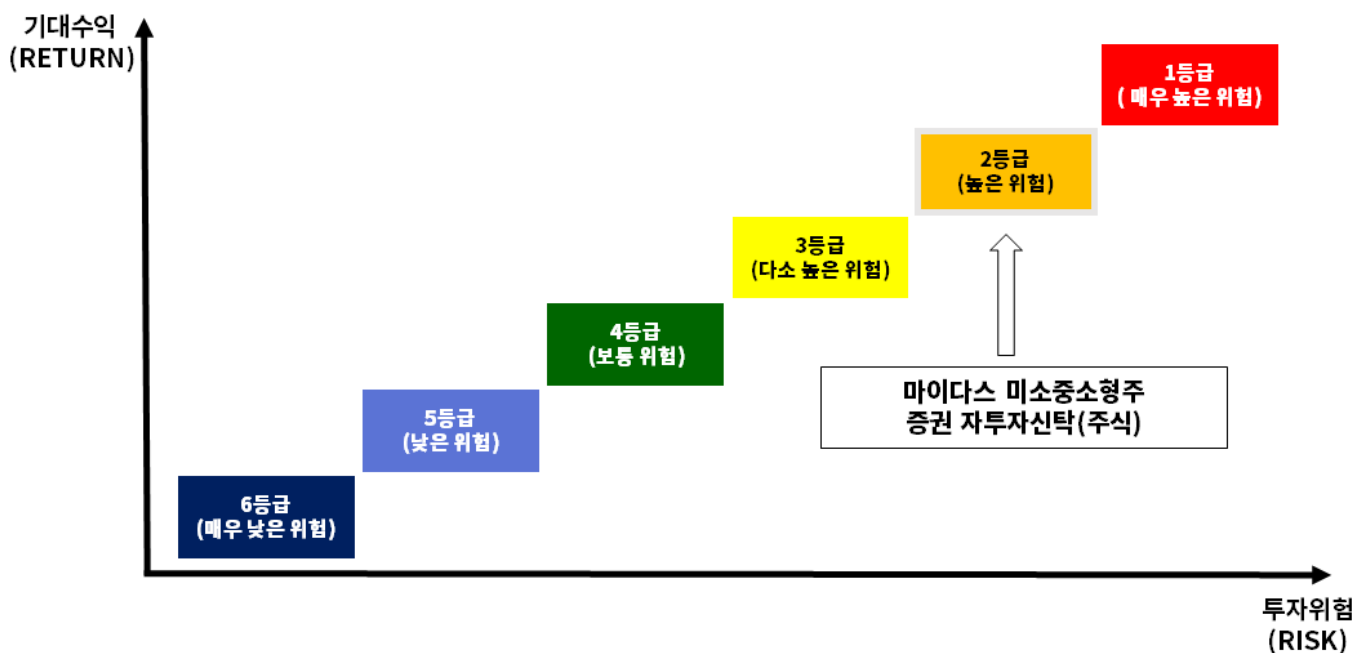 기대수익
(RETURN)
1등급
( 매우 높은 위험)
2등급
(높은 위험)
3등급
(다소 높은 위험)
4등급
(보통 위험)
마이다스 미소중소형주
증권 자투자신탁(주식)
5등급
(낮은 위험)
6등급
(매우 낮은 위험)
투자위험
(RISK)